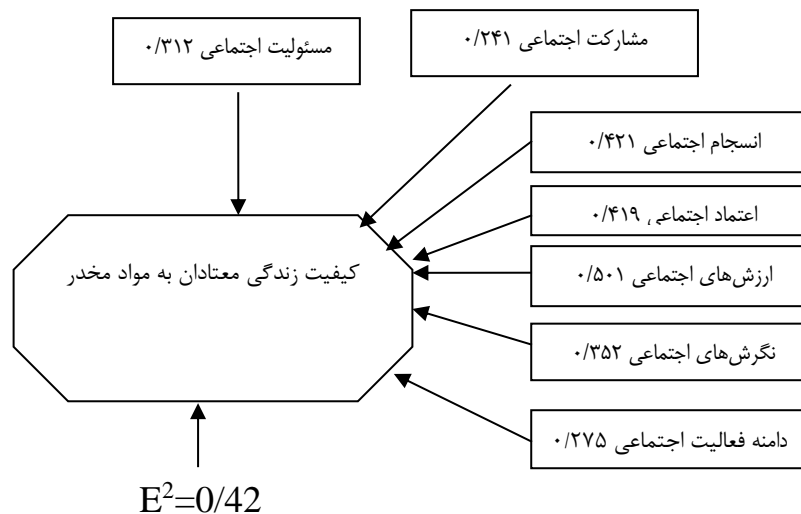 مشارکت اجتماعی ۰/۲۴۱
مسئولیت اجتماعی ۰/۳۱۲
انسجام اجتماعی ۰/۴۲۱
اعتماد اجتماعی ۰/۴۱۹
ارزش‌های اجتماعی ۰/۵۰۱
کیفیت زندگی معتادان به مواد مخدر
نگرش‌های اجتماعی ۰/۳۵۲
دامنه فعالیت اجتماعی ۰/۲۷۵
E²=0/42